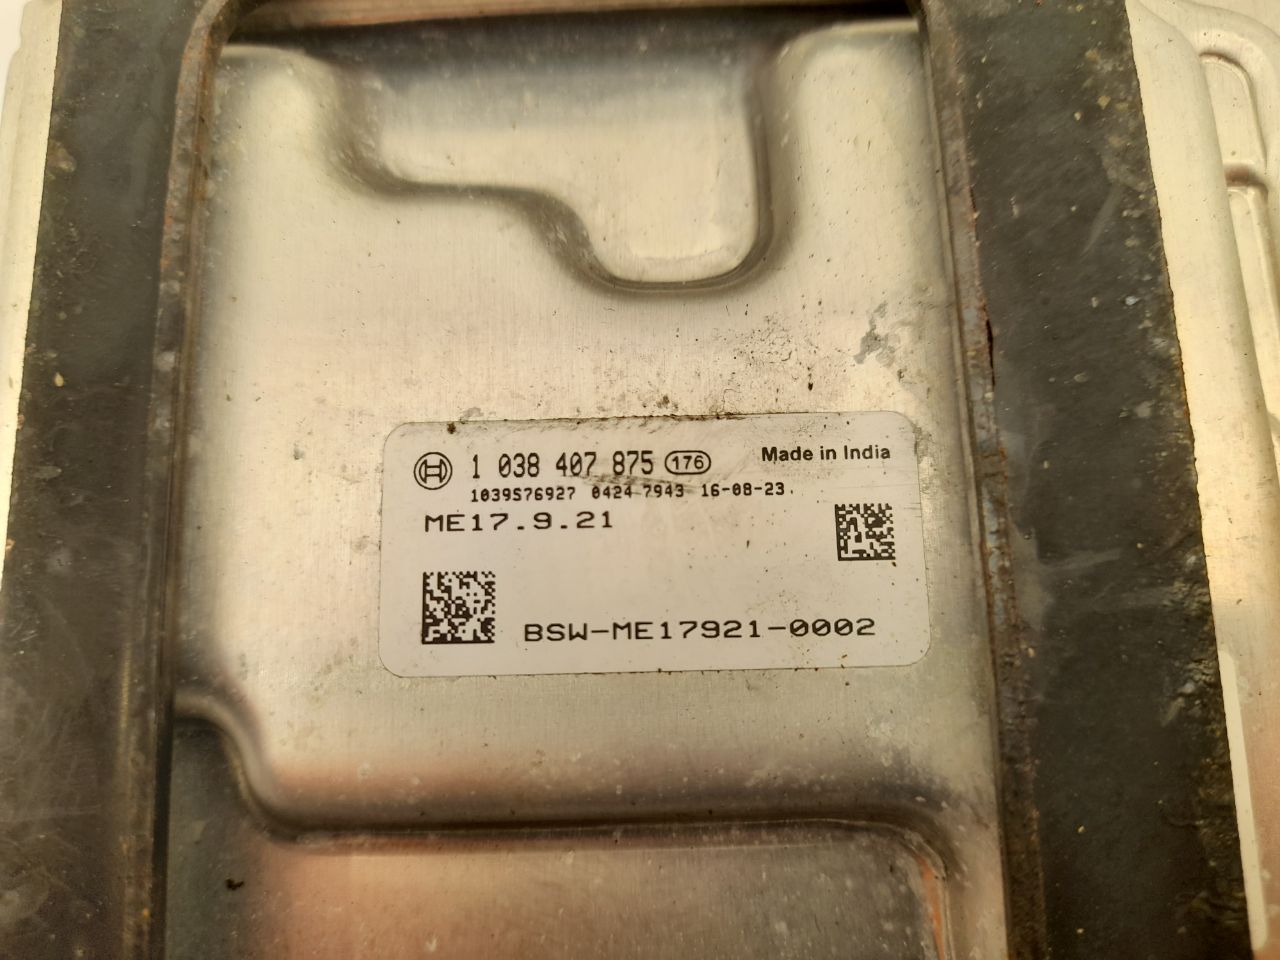 1 038 407 875 176 Made in India
1039S76927 0424 7943 16-08-23
ME17.9.21
BSW-ME17921-0002